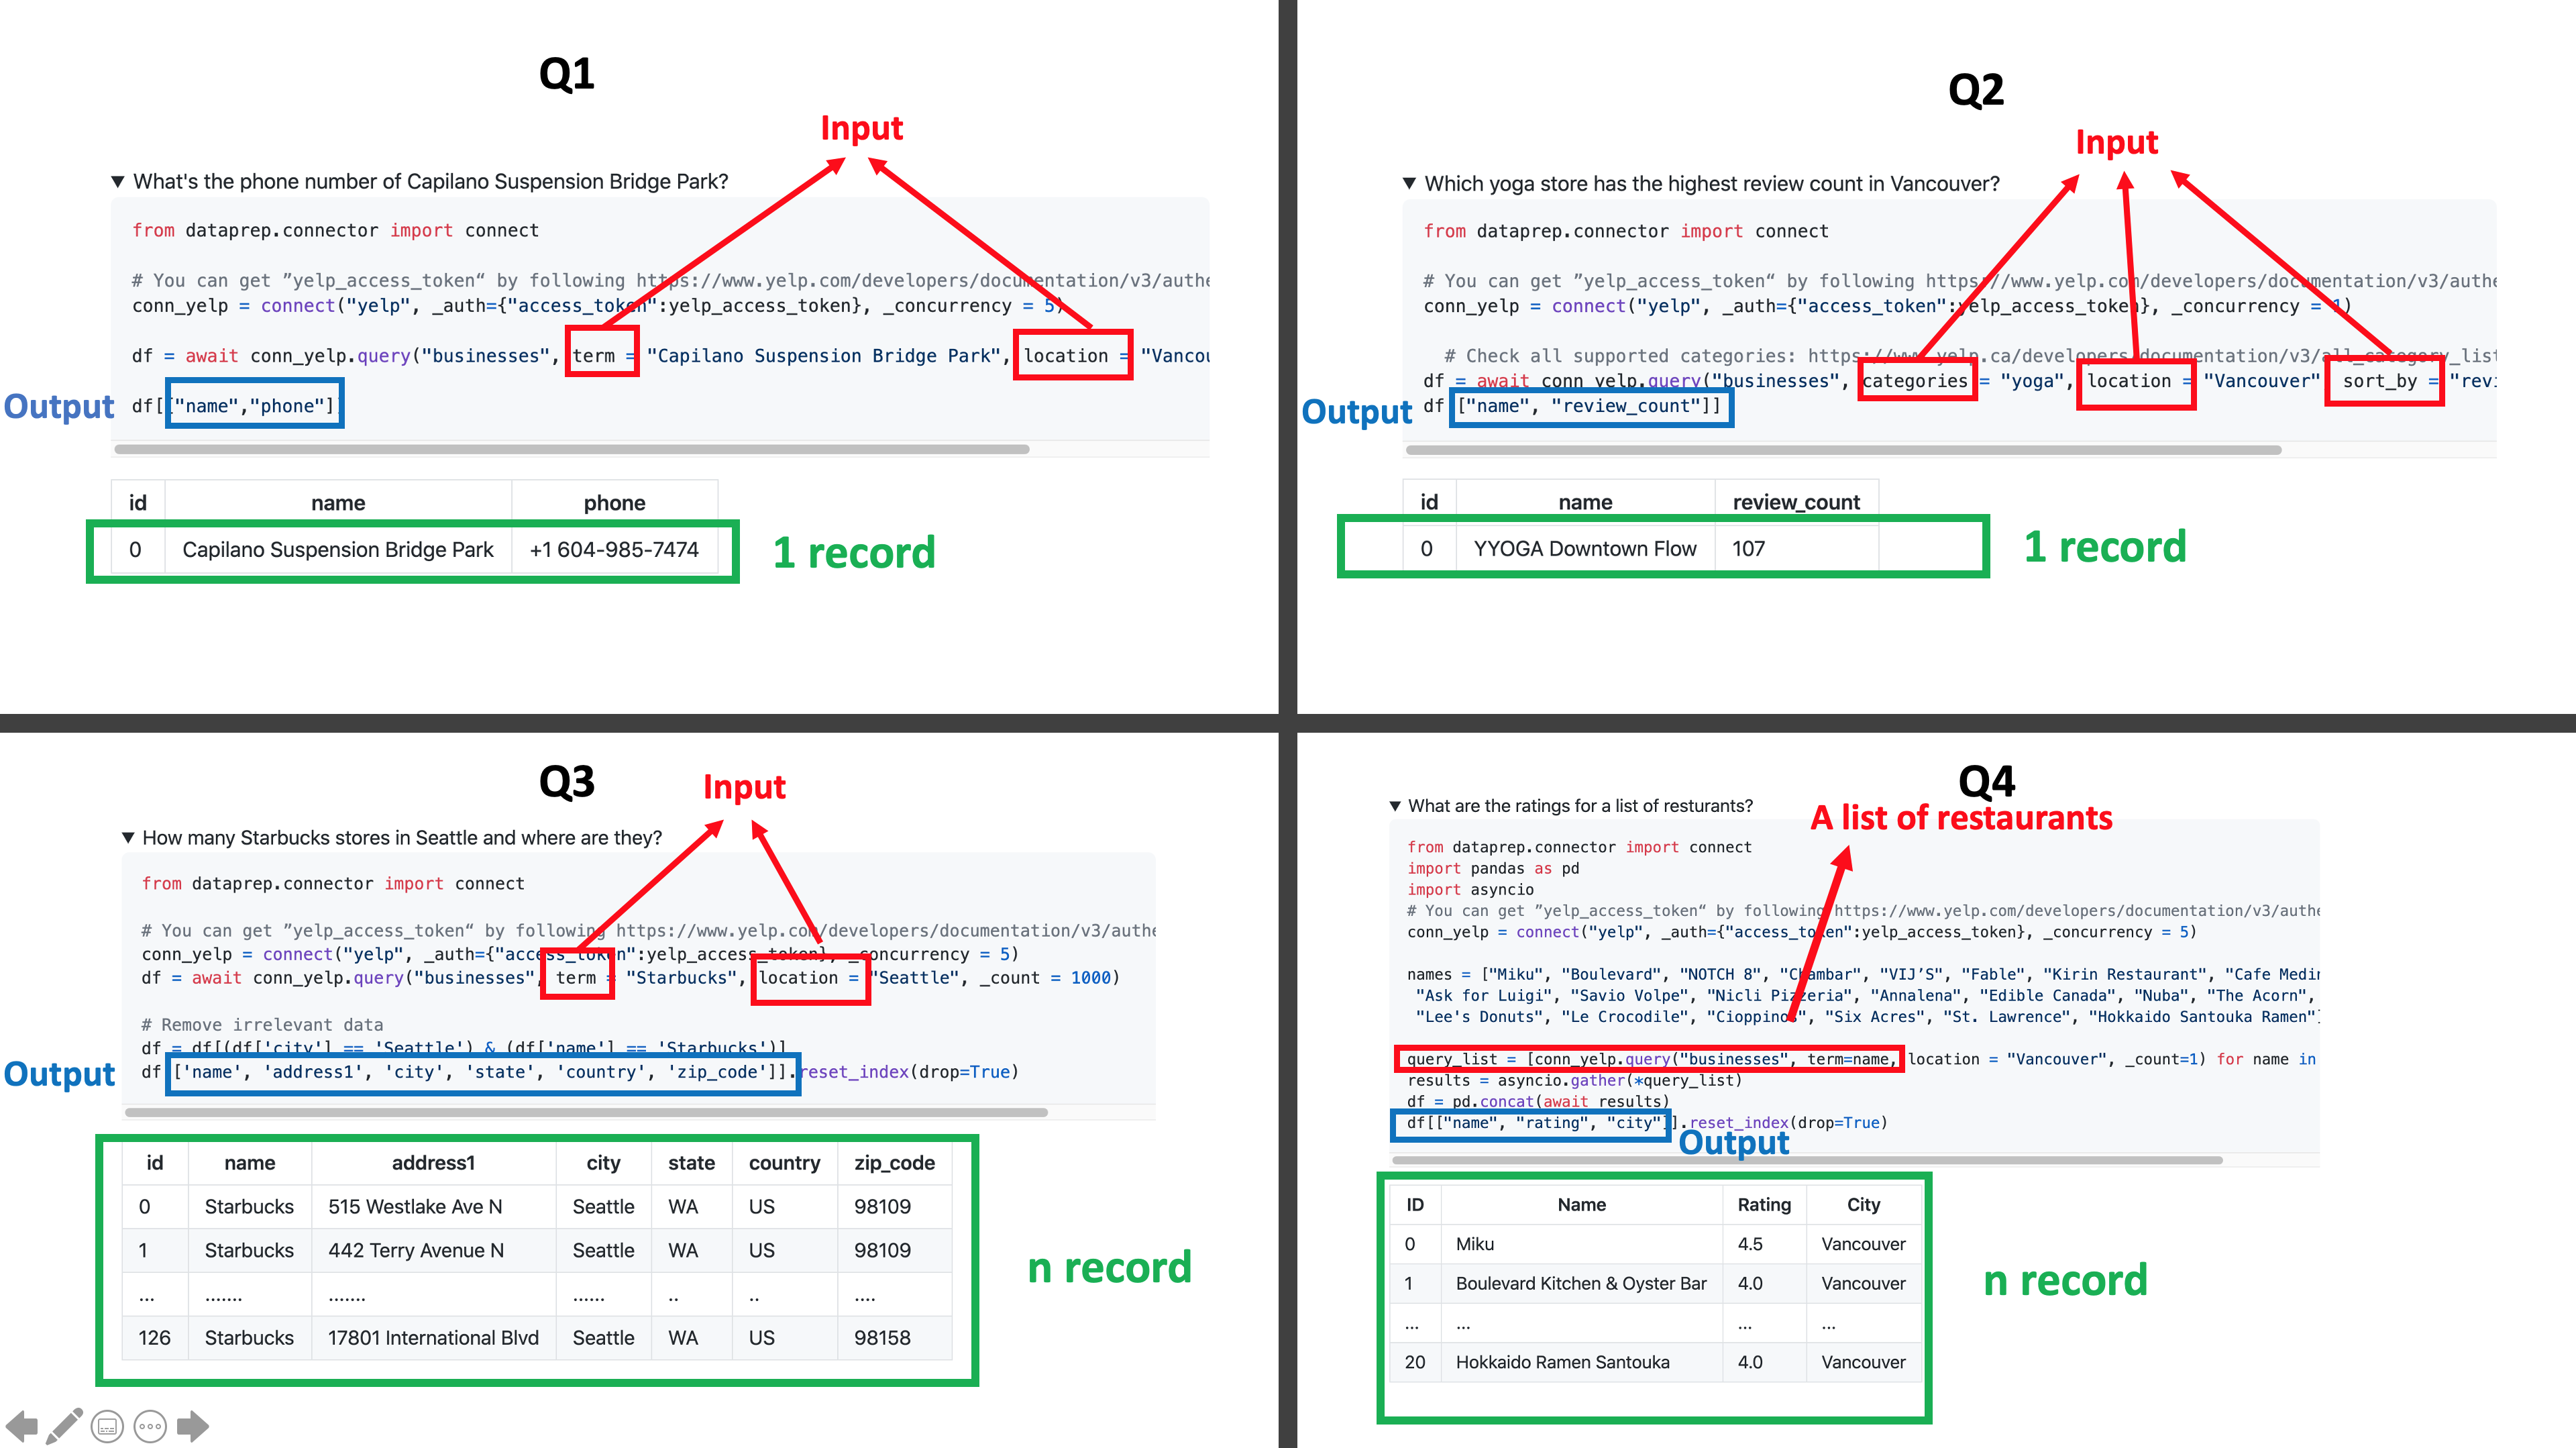 Q1
Input
▼ What's the phone number of Capilano Suspension Bridge Park?
from dataprep.connector import connect
# You can get ”yelp_access_token“ by following https://www.yelp.com/developers/documentation/v3/authe
conn_yelp = connect("yelp", _auth={"access_token":yelp_access_token}, _concurrency = 5)
df = await conn_yelp.query("businesses", term = "Capilano Suspension Bridge Park", location = "Vancou
Output
df[["name","phone"]
id name phone
0 Capilano Suspension Bridge Park +1 604-985-7474
1 record
Q2
Input
▼ Which yoga store has the highest review count in Vancouver?
from dataprep.connector import connect
# You can get ”yelp_access_token“ by following https://www.yelp.com/developers/documentation/v3/authe
conn_yelp = connect("yelp", _auth={"access_token":yelp_access_token}, _concurrency = 1)
# Check all supported categories: https://www.yelp.ca/developers/documentation/v3/all_category_list
df = await conn_yelp.query("businesses", categories = "yoga", location = "Vancouver" sort_by = "revi
Output
df ["name", "review_count"]]
id name review_count
0 YYOGA Downtown Flow 107
1 record
Q3
Input
▼ How many Starbucks stores in Seattle and where are they?
from dataprep.connector import connect
# You can get ”yelp_access_token“ by following https://www.yelp.com/developers/documentation/v3/authe
conn_yelp = connect("yelp", _auth={"access_token":yelp_access_token}, _concurrency = 5)
df = await conn_yelp.query("businesses" term = "Starbucks", location = "Seattle", _count = 1000)
# Remove irrelevant data
df = df[(df['city'] == 'Seattle') & (df['name'] == 'Starbucks')]
Output
df ['name', 'address1', 'city', 'state', 'country', 'zip_code']].reset_index(drop=True)
id name address1 city state country zip_code
0 Starbucks 515 Westlake Ave N Seattle WA US 98109
1 Starbucks 442 Terry Avenue N Seattle WA US 98109
... ....... ....... ...... .. .. ....
126 Starbucks 17801 International Blvd Seattle WA US 98158
n record
Q4
▼ What are the ratings for a list of resturants?
A list of restaurants
from dataprep.connector import connect
import pandas as pd
import asyncio
# You can get ”yelp_access_token“ by following https://www.yelp.com/developers/documentation/v3/authe
conn_yelp = connect("yelp", _auth={"access_token":yelp_access_token}, _concurrency = 5)
names = ["Miku", "Boulevard", "NOTCH 8", "Chambar", "VIJ’S", "Fable", "Kirin Restaurant", "Cafe Medin
"Ask for Luigi", "Savio Volpe", "Nicli Pizzeria", "Annalena", "Edible Canada", "Nuba", "The Acorn",
"Lee's Donuts", "Le Crocodile", "Cioppinos", "Six Acres", "St. Lawrence", "Hokkaido Santouka Ramen"]
query_list = [conn_yelp.query("businesses", term=name, location = "Vancouver", _count=1) for name in
results = asyncio.gather(*query_list)
df = pd.concat(await results)
df[["name", "rating", "city"]].reset_index(drop=True)
Output
ID Name Rating City
0 Miku 4.5 Vancouver
1 Boulevard Kitchen & Oyster Bar 4.0 Vancouver
... ... ... ...
20 Hokkaido Ramen Santouka 4.0 Vancouver
n record